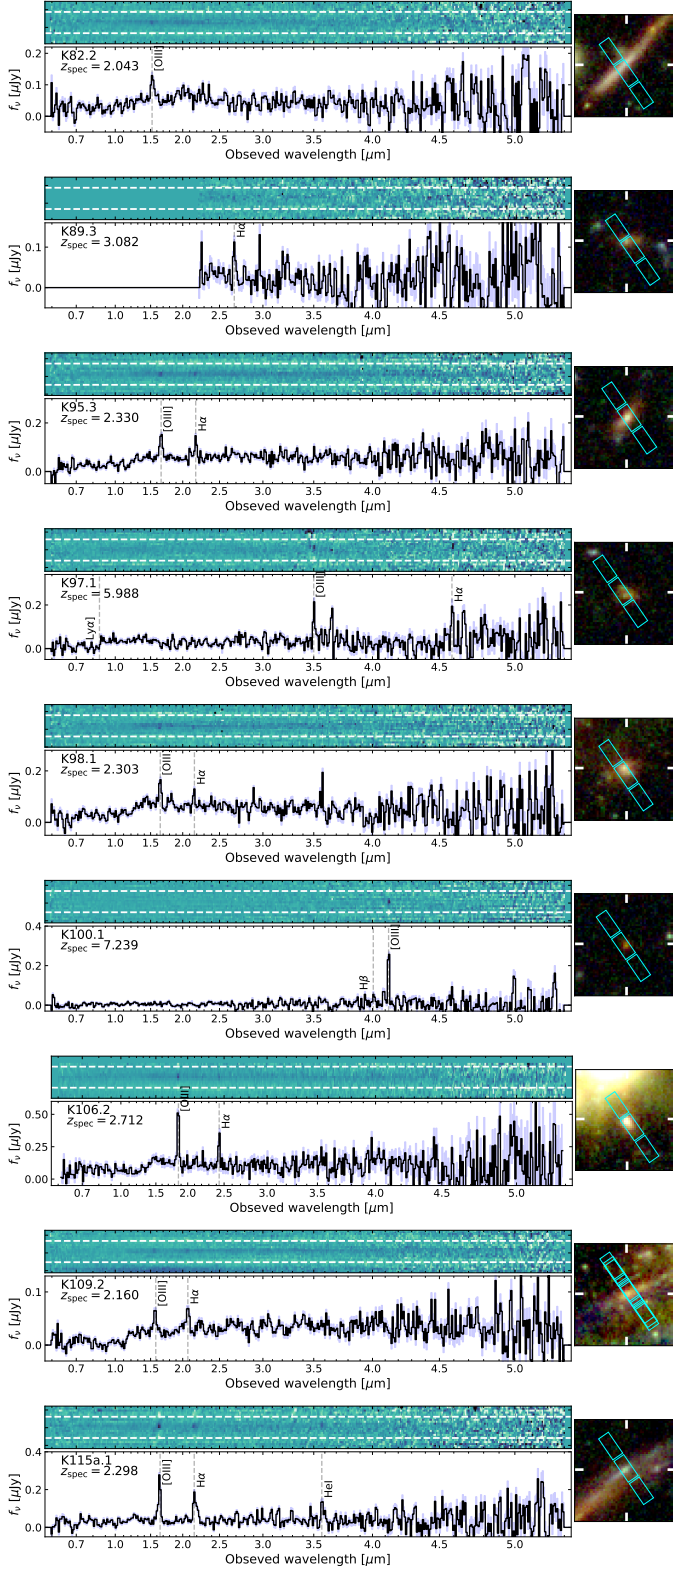 K82.2
z_spec = 2.043
[OIII]
0.2
0.1
0.0
f_ν [μJy]
0.7 1.0 1.5 2.0 2.5 3.0 3.5 4.0 4.5 5.0
Obseved wavelength [μm]
K89.3
z_spec = 3.082
Hα
0.1
0.0
f_ν [μJy]
0.7 1.0 1.5 2.0 2.5 3.0 3.5 4.0 4.5 5.0
Obseved wavelength [μm]
K95.3
z_spec = 2.330
[OIII]
Hα
0.2
0.0
f_ν [μJy]
0.7 1.0 1.5 2.0 2.5 3.0 3.5 4.0 4.5 5.0
Obseved wavelength [μm]
K97.1
z_spec = 5.988
Lyα]
[OIII]
Hα
0.2
0.0
f_ν [μJy]
0.7 1.0 1.5 2.0 2.5 3.0 3.5 4.0 4.5 5.0
Obseved wavelength [μm]
K98.1
z_spec = 2.303
[OIII]
Hα
0.2
0.0
f_ν [μJy]
0.7 1.0 1.5 2.0 2.5 3.0 3.5 4.0 4.5 5.0
Obseved wavelength [μm]
K100.1
z_spec = 7.239
Hβ
[OIII]
0.4
0.2
0.0
f_ν [μJy]
0.7 1.0 1.5 2.0 2.5 3.0 3.5 4.0 4.5 5.0
Obseved wavelength [μm]
K106.2
z_spec = 2.712
[OIII]
Hα
0.50
0.25
0.00
f_ν [μJy]
0.7 1.0 1.5 2.0 2.5 3.0 3.5 4.0 4.5 5.0
Obseved wavelength [μm]
K109.2
z_spec = 2.160
[OIII]
Hα
0.1
0.0
f_ν [μJy]
0.7 1.0 1.5 2.0 2.5 3.0 3.5 4.0 4.5 5.0
Obseved wavelength [μm]
K115a.1
z_spec = 2.298
[OIII]
Hα
HeI
0.4
0.2
0.0
f_ν [μJy]
0.7 1.0 1.5 2.0 2.5 3.0 3.5 4.0 4.5 5.0
Obseved wavelength [μm]